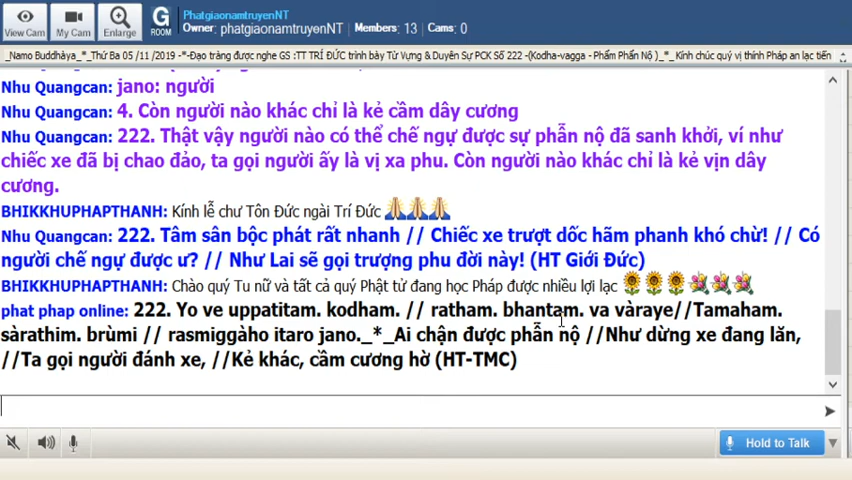 View Cam
My Cam
Enlarge
G
ROOM
PhatgiaonamtruyenNT
Owner: phatgiaonamtruyenNT Members: 13 Cams: 0
_Namo Buddhàya_*_Thứ Ba 05 /11 /2019 -*-Đạo tràng được nghe GS :TT TRÍ ĐỨC trình bày Từ Vựng & Duyên Sự PCK Số 222 -(Kodha-vagga - Phẩm Phẫn Nộ )_*_ Kính chúc quý vị thính Pháp an lạc tiến
Nhu Quangcan: jano: người
Nhu Quangcan: 4. Còn người nào khác chỉ là kẻ cầm dây cương
Nhu Quangcan: 222. Thật vậy người nào có thể chế ngự được sự phẫn nộ đã sanh khởi, ví như
chiếc xe đã bị chao đảo, ta gọi người ấy là vị xa phu. Còn người nào khác chỉ là kẻ vịn dây
cương.
BHIKKHUPHAPTHANH: Kính lễ chư Tôn Đức ngài Trí Đức
Nhu Quangcan: 222. Tâm sân bộc phát rất nhanh // Chiếc xe trượt dốc hãm phanh khó chừ! // Có
người chế ngự được ư? // Như Lai sẽ gọi trượng phu đời này! (HT Giới Đức)
BHIKKHUPHAPTHANH: Chào quý Tu nữ và tất cả quý Phật tử đang học Pháp được nhiều lợi lạc
phat phap online: 222. Yo ve uppatitam. kodham. // ratham. bhantam. va vàraye//Tamaham.
sàrathim. brùmi // rasmiggàho itaro jano._*_Ai chận được phẫn nộ //Như dừng xe đang lăn,
//Ta gọi người đánh xe, //Kẻ khác, cầm cương hờ (HT-TMC)
Hold to Talk